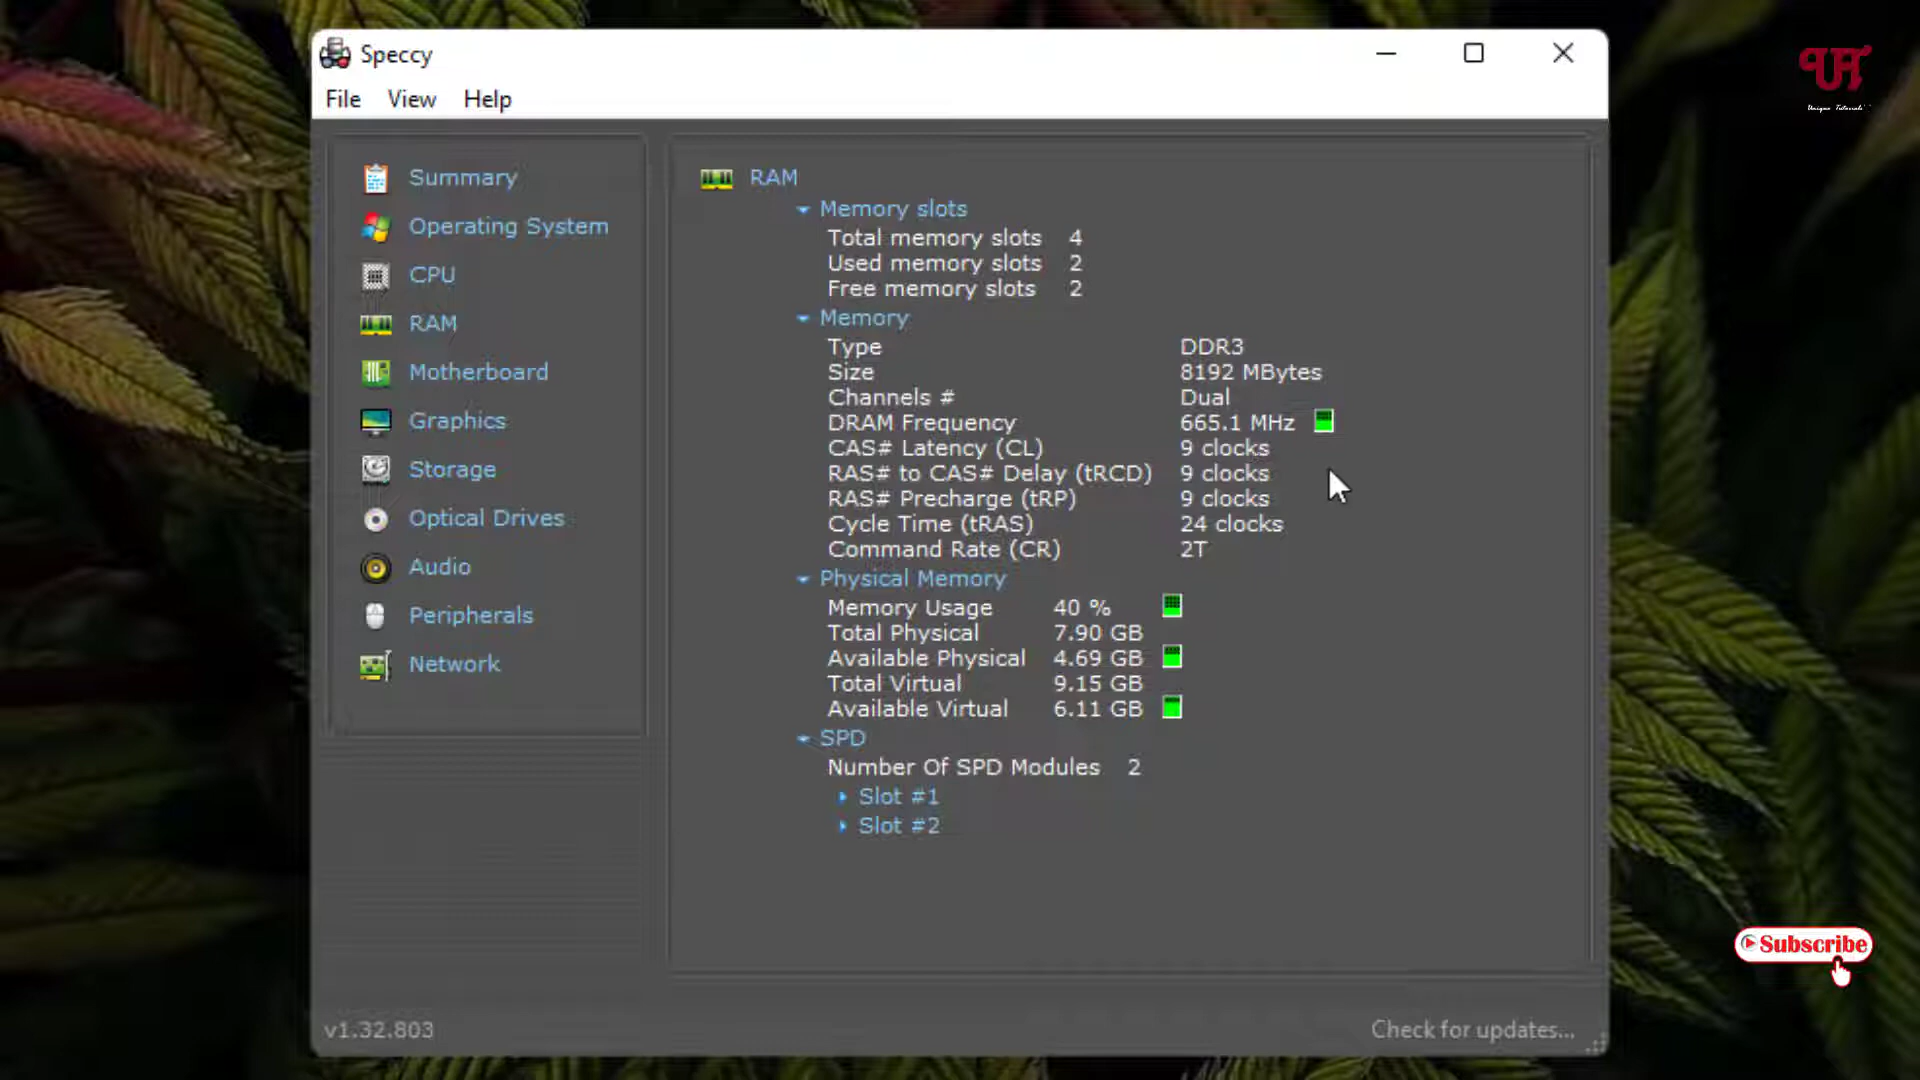 Speccy
File View Help
Summary
Operating System
CPU
RAM
Motherboard
Graphics
Storage
Optical Drives
Audio
Peripherals
Network
RAM
Memory slots
Total memory slots 4
Used memory slots 2
Free memory slots 2
Memory
Type DDR3
Size 8192 MBytes
Channels # Dual
DRAM Frequency 665.1 MHz
CAS# Latency (CL) 9 clocks
RAS# to CAS# Delay (tRCD) 9 clocks
RAS# Precharge (tRP) 9 clocks
Cycle Time (tRAS) 24 clocks
Command Rate (CR) 2T
Physical Memory
Memory Usage 40 %
Total Physical 7.90 GB
Available Physical 4.69 GB
Total Virtual 9.15 GB
Available Virtual 6.11 GB
SPD
Number Of SPD Modules 2
Slot #1
Slot #2
v1.32.803
Check for updates...
UT
Unique Tutorials
Subscribe